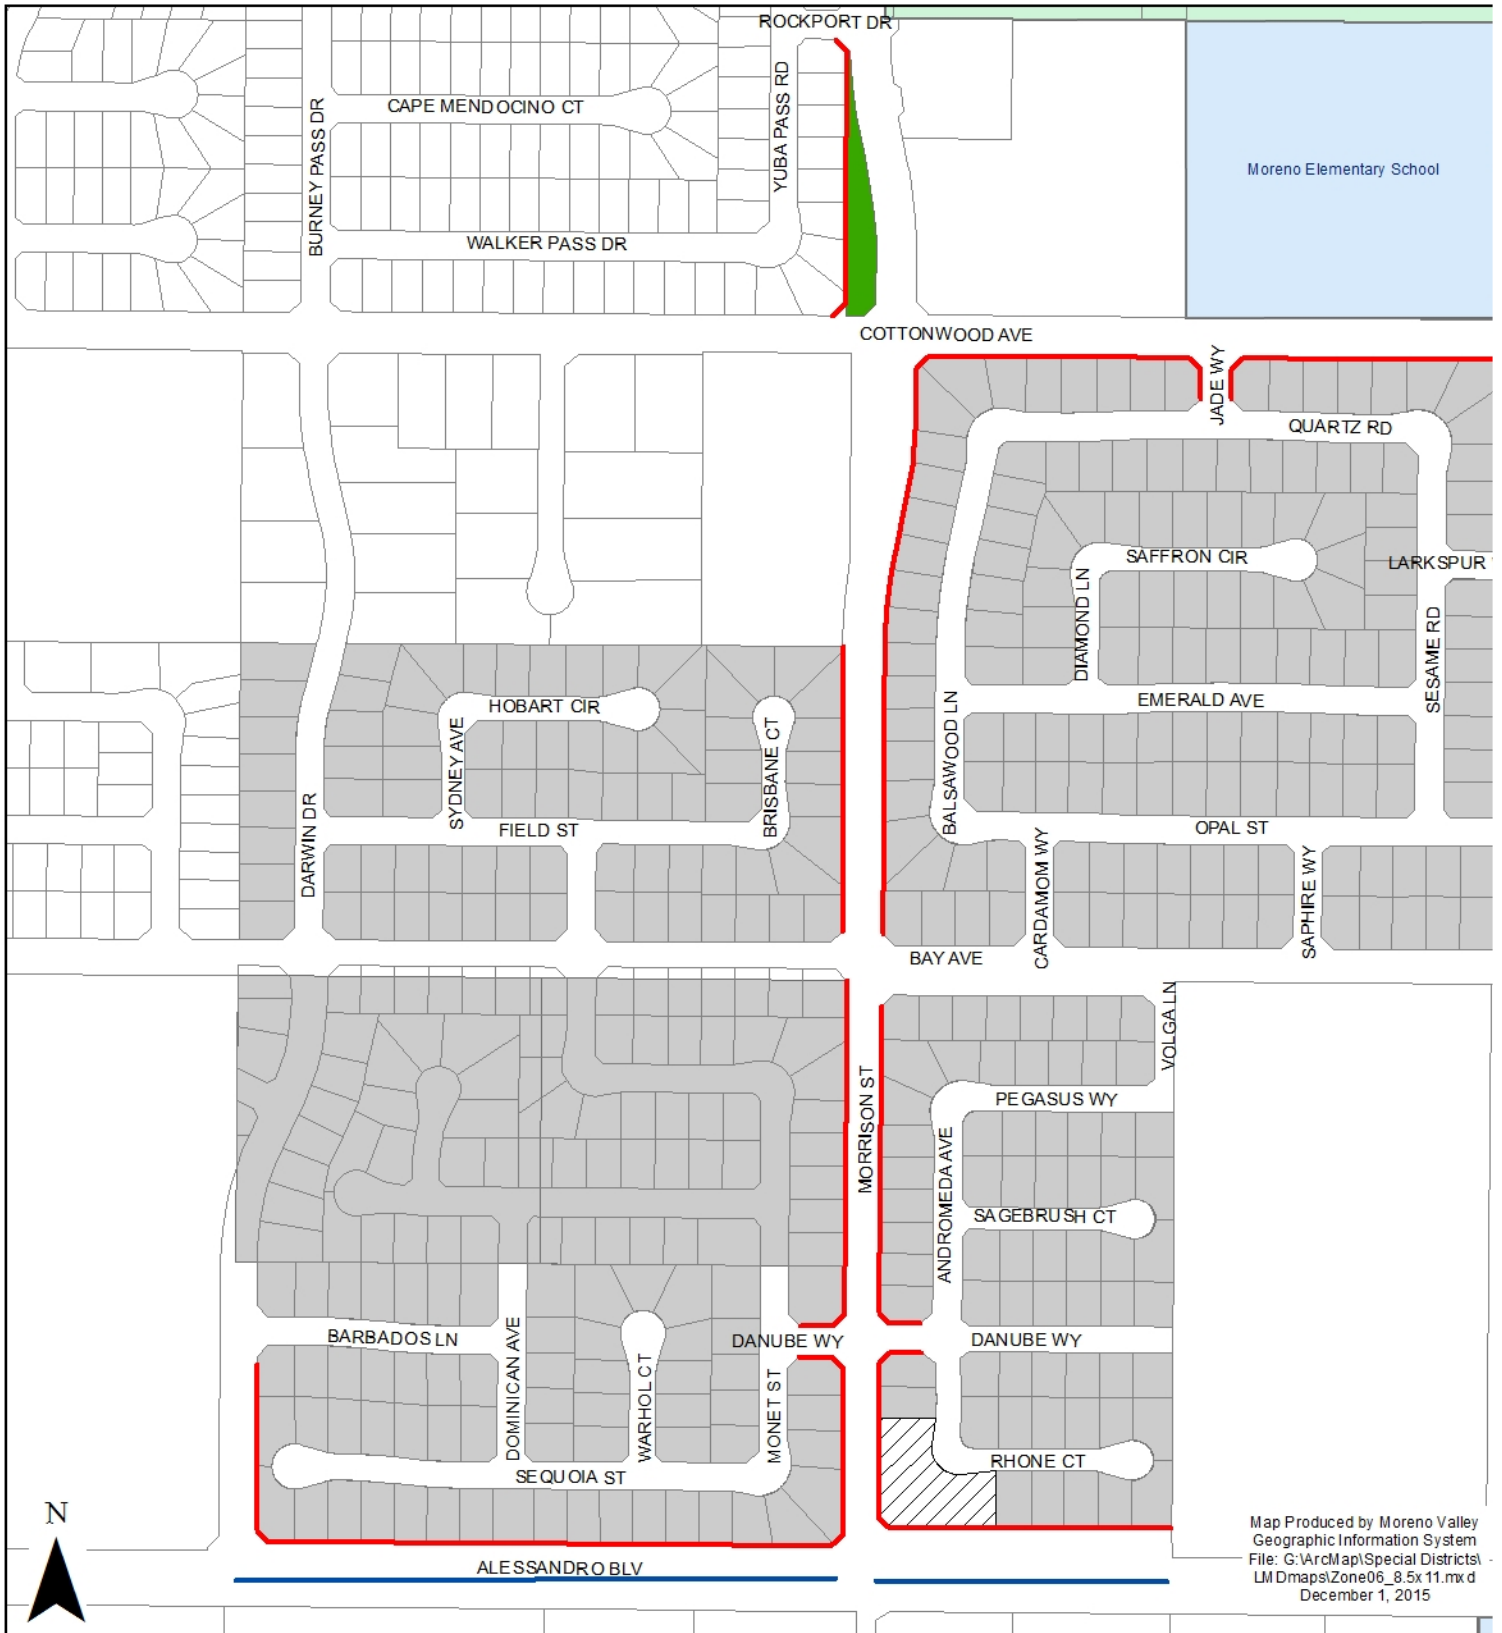 ROCKPORT DR
CAPE MENDOCINO CT
BURNEY PASS DR
YUBA PASS RD
Moreno Elementary School
WALKER PASS DR
COTTONWOOD AVE
JADE WY
QUARTZ RD
SAFFRON CIR
LARKSPUR
DIAMOND LN
SESAME RD
EMERALD AVE
HOBART CIR
SYDNEY AVE
BRISBANE CT
BALSAWOOD LN
FIELD ST
OPAL ST
DARWIN DR
CARDAMOM WY
SAPHIRE WY
BAY AVE
VOLGA LN
MORRISON ST
PEGASUS WY
ANDROMEDA AVE
SAGEBRUSH CT
BARBADOS LN
DOMINICAN AVE
DANUBE WY
DANUBE WY
WARHOL CT
MONET ST
SEQUOIA ST
RHONE CT
N
ALESSANDRO BLV
Map Produced by Moreno Valley
Geographic Information System
File: G:\ArcMap\Special Districts\
LMDmaps\Zone06_8.5x11.mxd
December 1, 2015